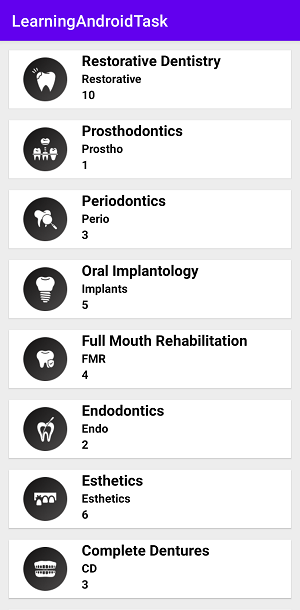 LearningAndroidTask
Restorative Dentistry
Restorative
10
Prosthodontics
Prostho
1
Periodontics
Perio
3
Oral Implantology
Implants
5
Full Mouth Rehabilitation
FMR
4
Endodontics
Endo
2
Esthetics
Esthetics
6
Complete Dentures
CD
3